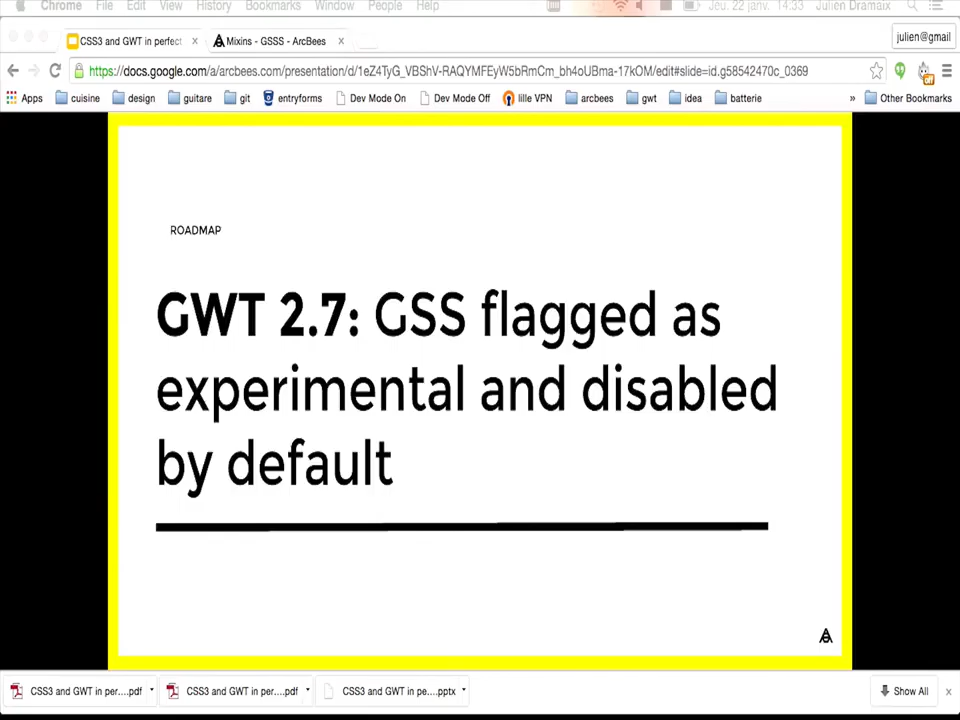 Chrome File Edit View History Bookmarks Window People Help Jeu. 22 janv. 14:33 Julien Dramaix
CSS3 and GWT in perfect × Mixins - GSSS - ArcBees × julien@gmail
https://docs.google.com/a/arcbees.com/presentation/d/1eZ4TyG_VBShV-RAQYMFEyW5bRmCm_bh4oUBma-17kOM/edit#slide=id.g58542470c_0369
Apps cuisine design guitare git entryforms Dev Mode On Dev Mode Off lille VPN arcbees gwt idea batterie » Other Bookmarks
ROADMAP
GWT 2.7: GSS flagged as
experimental and disabled
by default
CSS3 and GWT in per....pdf CSS3 and GWT in per....pdf CSS3 and GWT in pe....pptx Show All ×